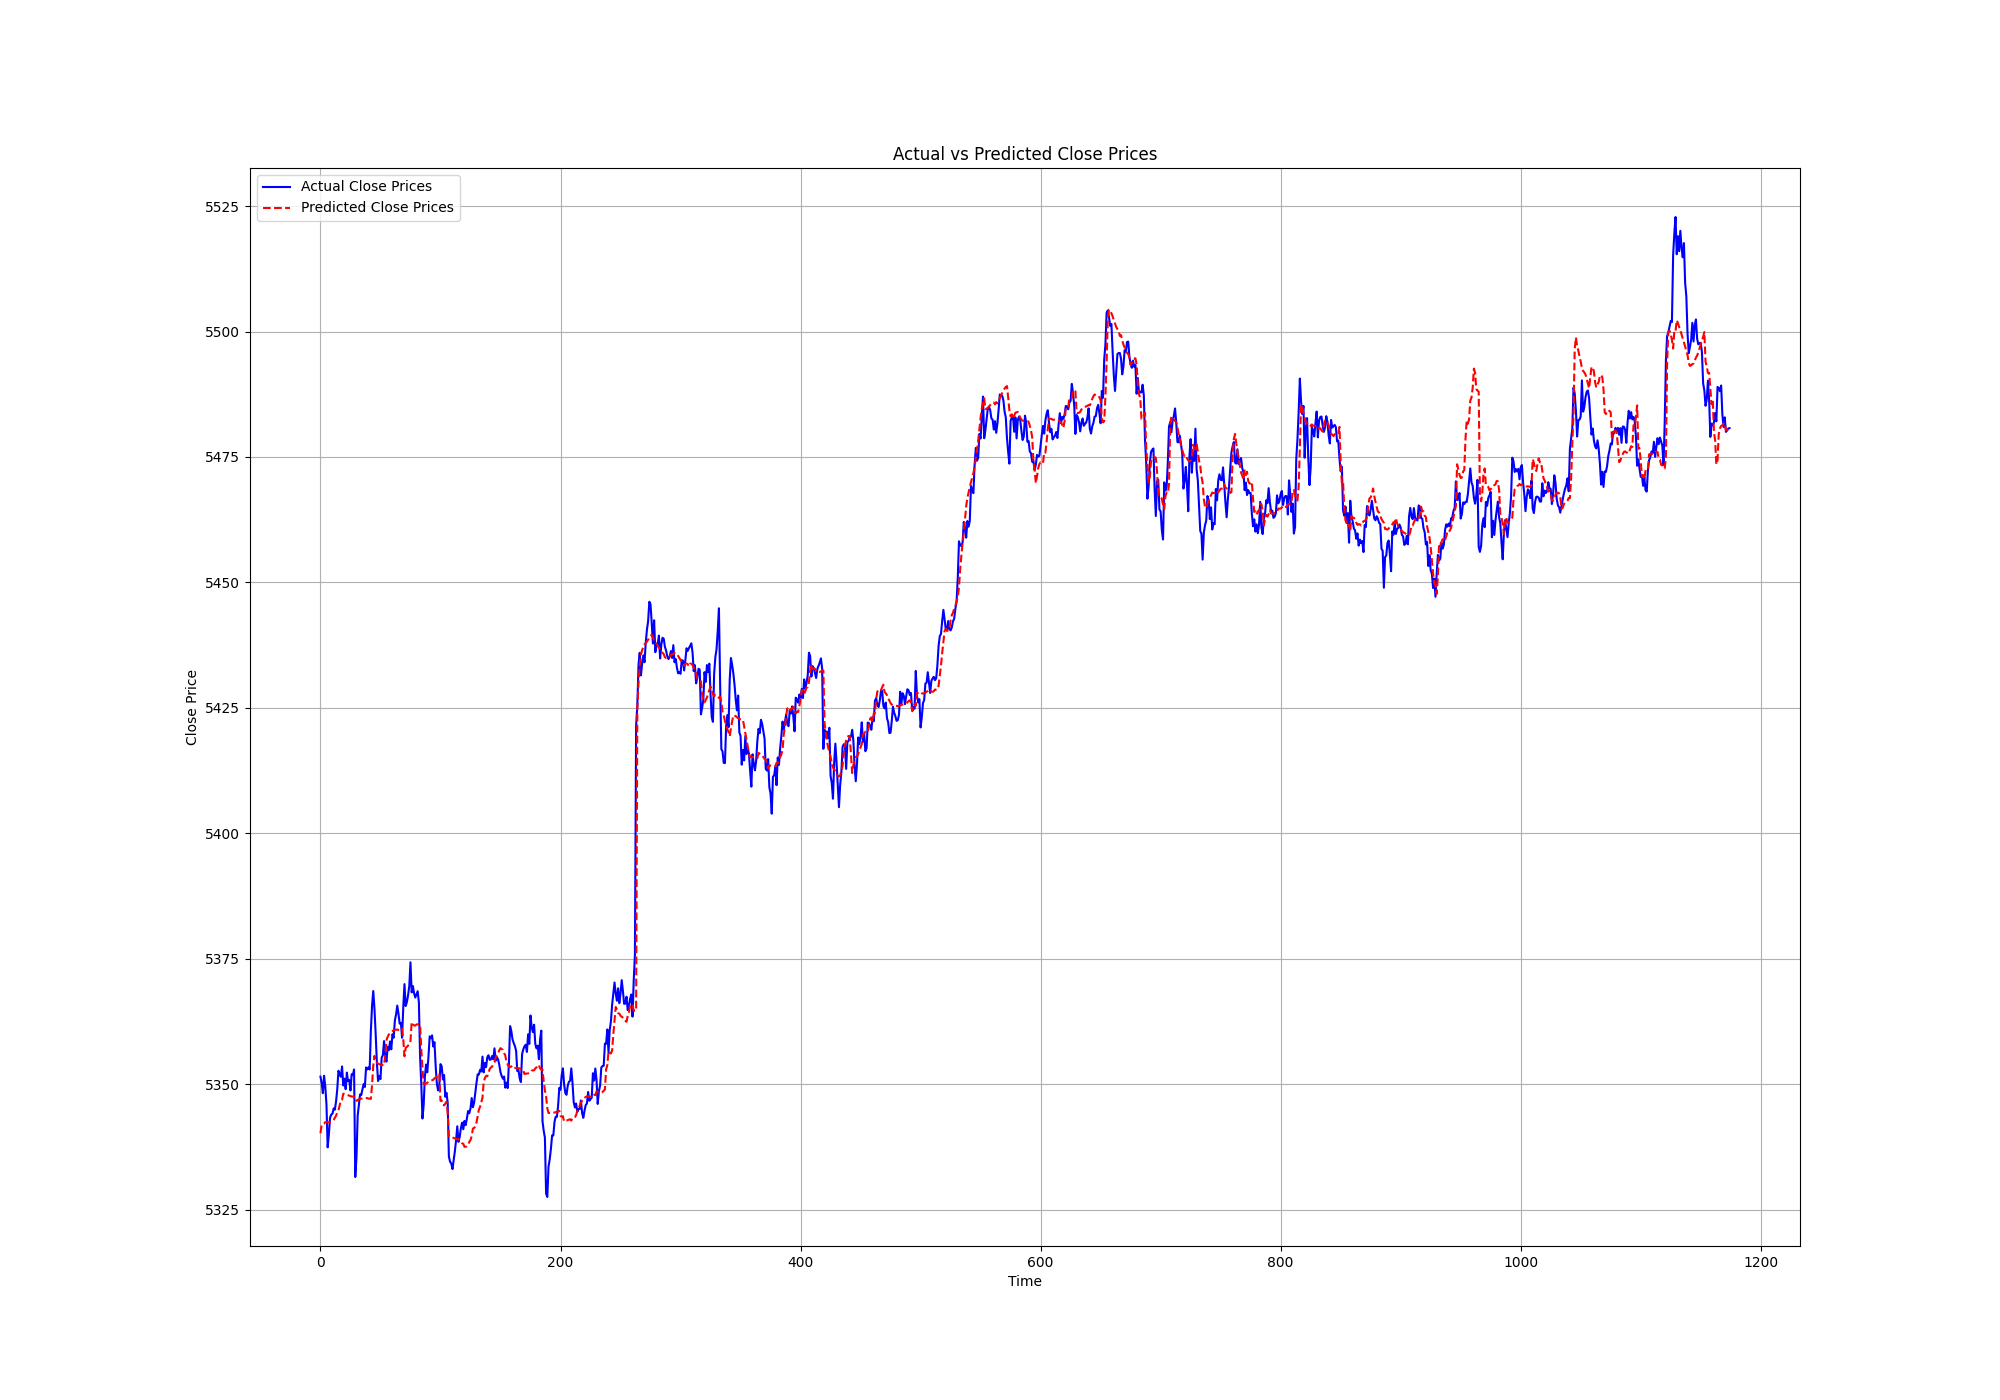 Actual vs Predicted Close Prices
Actual Close Prices
Predicted Close Prices
5525
5500
5475
5450
5425
5400
5375
5350
5325
Close Price
0 200 400 600 800 1000 1200
Time